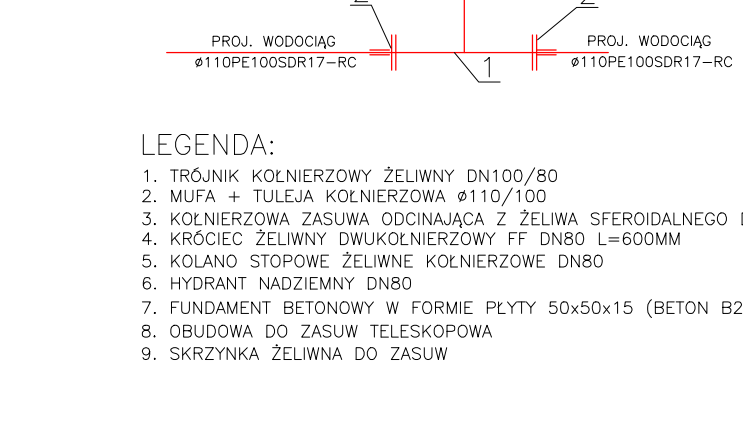 PROJ. WODOCIĄG
ø110PE100SDR17-RC
PROJ. WODOCIĄG
ø110PE100SDR17-RC
1
LEGENDA:
1. TRÓJNIK KOŁNIERZOWY ŻELIWNY DN100/80
2. MUFA + TULEJA KOŁNIERZOWA ø110/100
3. KOŁNIERZOWA ZASUWA ODCINAJĄCA Z ŻELIWA SFEROIDALNEGO
4. KRÓCIEC ŻELIWNY DWUKOŁNIERZOWY FF DN80 L=600MM
5. KOLANO STOPOWE ŻELIWNE KOŁNIERZOWE DN80
6. HYDRANT NADZIEMNY DN80
7. FUNDAMENT BETONOWY W FORMIE PŁYTY 50x50x15 (BETON B2
8. OBUDOWA DO ZASUW TELESKOPOWA
9. SKRZYNKA ŻELIWNA DO ZASUW